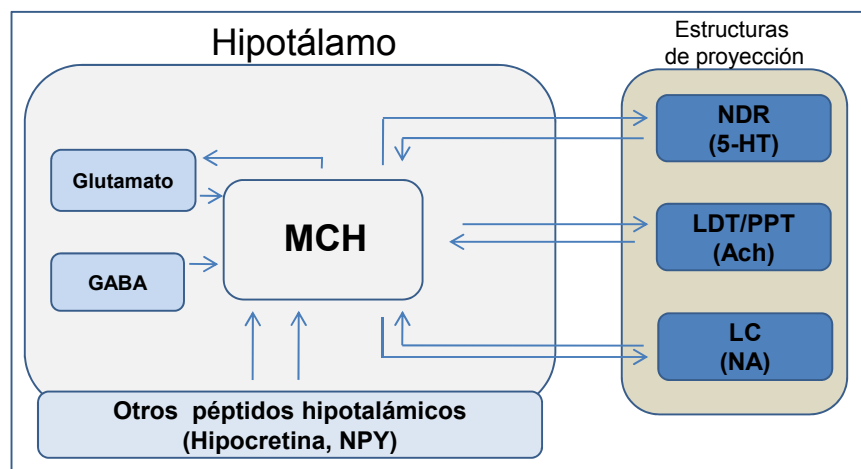 Hipotálamo
Estructuras
de proyección
Glutamato
GABA
MCH
NDR
(5-HT)
LDT/PPT
(Ach)
LC
(NA)
Otros péptidos hipotalámicos
(Hipocretina, NPY)